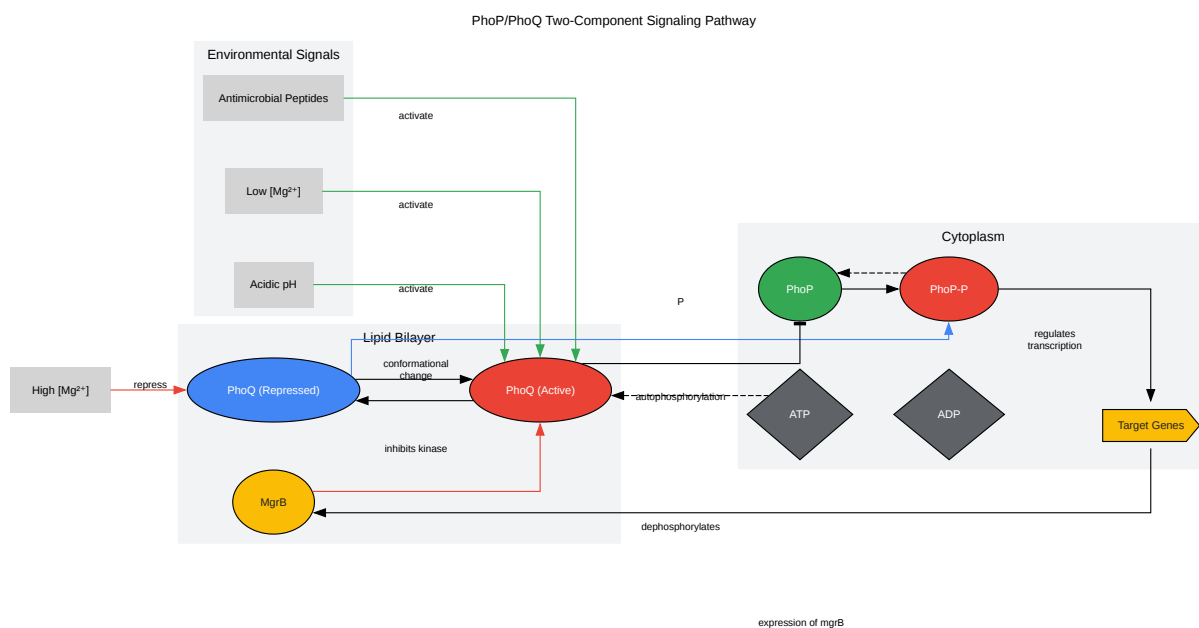 PhoP/PhoQ Two-Component Signaling Pathway
Environmental Signals
Antimicrobial Peptides
activate
Low [Mg²⁺]
activate
Acidic pH
activate
Cytoplasm
PhoP
PhoP-P
P
regulates
transcription
Lipid Bilayer
High [Mg²⁺]
repress
PhoQ (Repressed)
conformational
change
PhoQ (Active)
autophosphorylation
ATP
ADP
Target Genes
inhibits kinase
MgrB
dephosphorylates
expression of mgrB